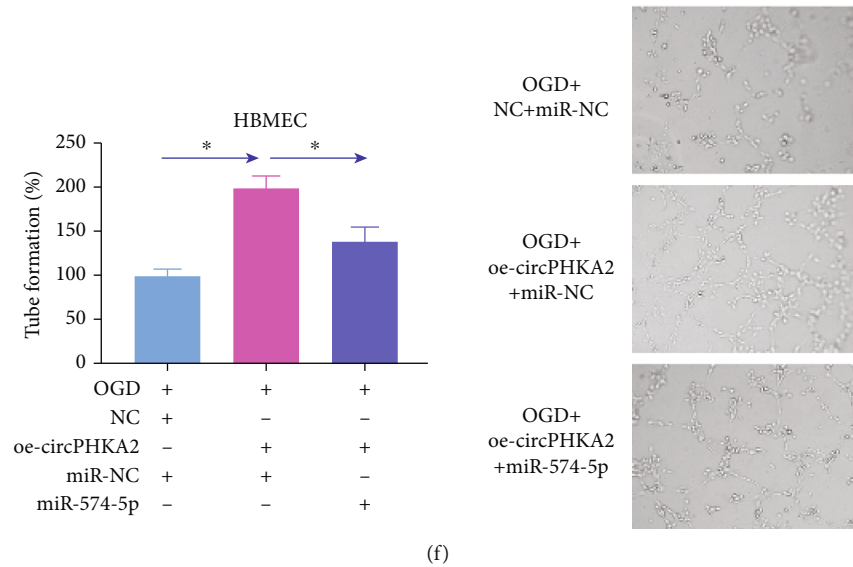 HBMEC
* *
Tube formation (%)
250
200
150
100
50
0
OGD + + +
NC + – –
oe-circPHKA2 – + +
miR-NC + + –
miR-574-5p – – +
OGD+
NC+miR-NC
OGD+
oe-circPHKA2
+miR-NC
OGD+
oe-circPHKA2
+miR-574-5p
(f)